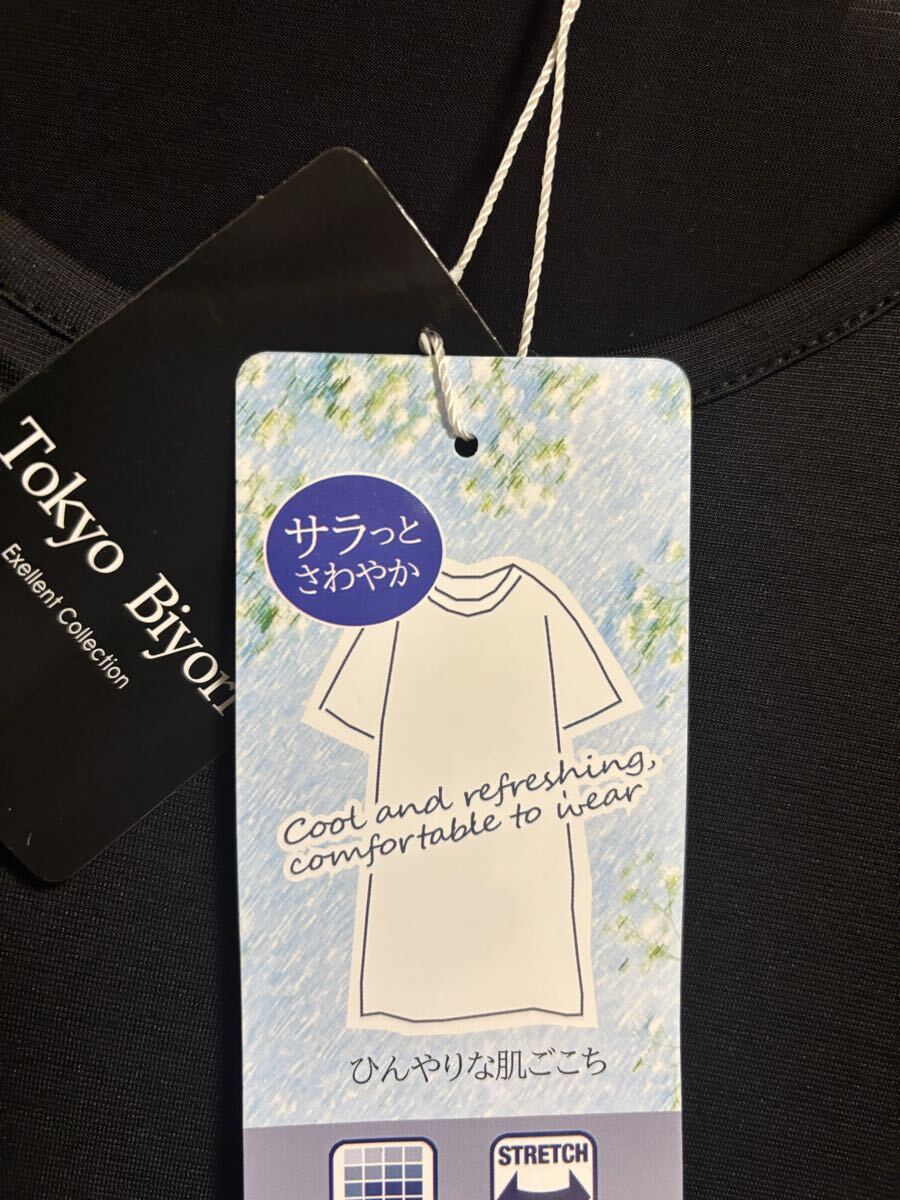 Tokyo Biyori
Exellent Collection
サラっと
さわやか
Cool and refreshing,
comfortable to wear
ひんやりな肌ごこち
STRETCH